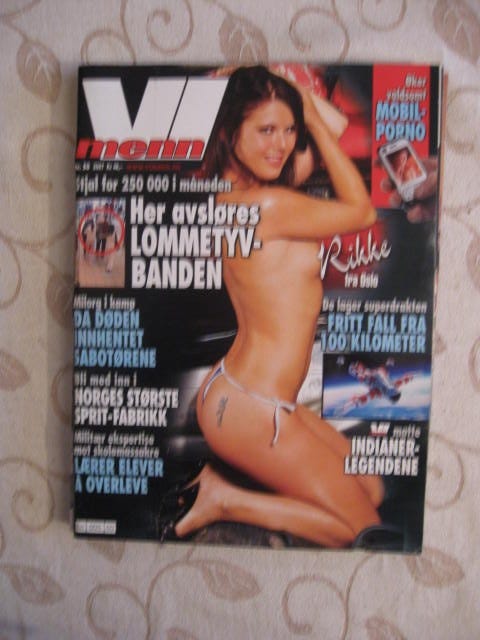 Vi
menn
Stjal for 250 000 i måneden
Her avsløres
LOMMETYV-
BANDEN
Øker
voldsomt
MOBIL-
PORNO
Rikke
fra Oslo
Milorg i kamp
DA DØDEN
INNHENTET
SABOTØRENE
De lager superdrakten
FRITT FALL FRA
100 KILOMETER
Bli med inn i
NORGES STØRSTE
SPRIT-FABRIKK
Vi møtte
INDIANER-
LEGENDENE
Militær ekspertise
mot skolemassakre
LÆRER ELEVER
Å OVERLEVE